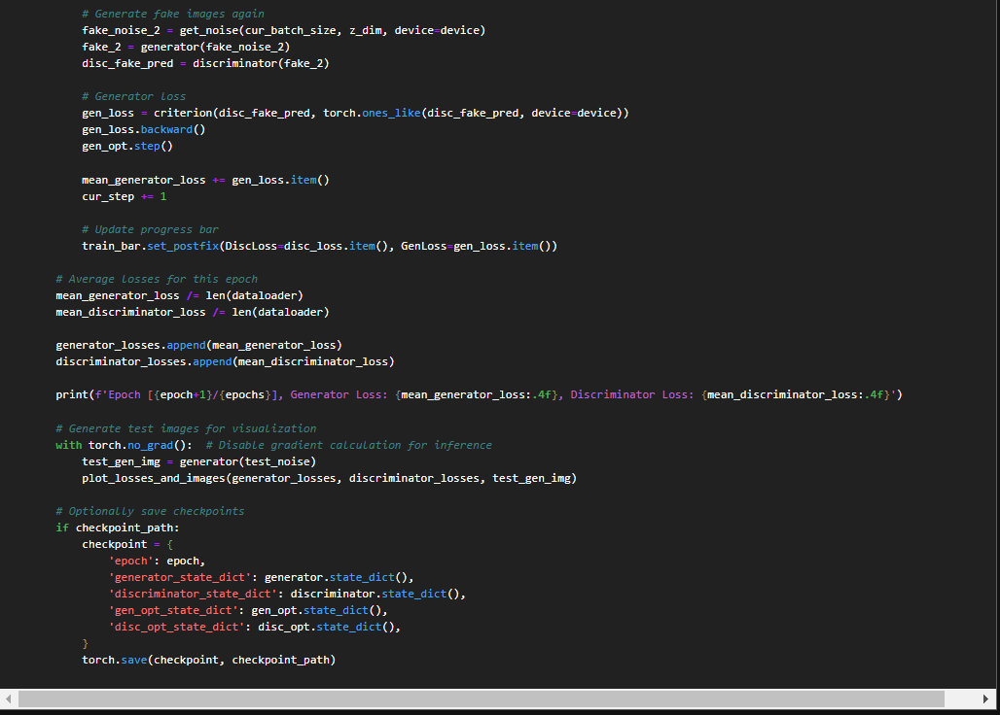 # Generate fake images again
fake_noise_2 = get_noise(cur_batch_size, z_dim, device=device)
fake_2 = generator(fake_noise_2)
disc_fake_pred = discriminator(fake_2)
# Generator loss
gen_loss = criterion(disc_fake_pred, torch.ones_like(disc_fake_pred, device=device))
gen_loss.backward()
gen_opt.step()
mean_generator_loss += gen_loss.item()
cur_step += 1
# Update progress bar
train_bar.set_postfix(DiscLoss=disc_loss.item(), GenLoss=gen_loss.item())
# Average losses for this epoch
mean_generator_loss /= len(dataloader)
mean_discriminator_loss /= len(dataloader)
generator_losses.append(mean_generator_loss)
discriminator_losses.append(mean_discriminator_loss)
print(f'Epoch [{epoch+1}/{epochs}], Generator Loss: {mean_generator_loss:.4f}, Discriminator Loss: {mean_discriminator_loss:.4f}')
# Generate test images for visualization
with torch.no_grad():  # Disable gradient calculation for inference
test_gen_img = generator(test_noise)
plot_losses_and_images(generator_losses, discriminator_losses, test_gen_img)
# Optionally save checkpoints
if checkpoint_path:
checkpoint = {
'epoch': epoch,
'generator_state_dict': generator.state_dict(),
'discriminator_state_dict': discriminator.state_dict(),
'gen_opt_state_dict': gen_opt.state_dict(),
'disc_opt_state_dict': disc_opt.state_dict(),
}
torch.save(checkpoint, checkpoint_path)